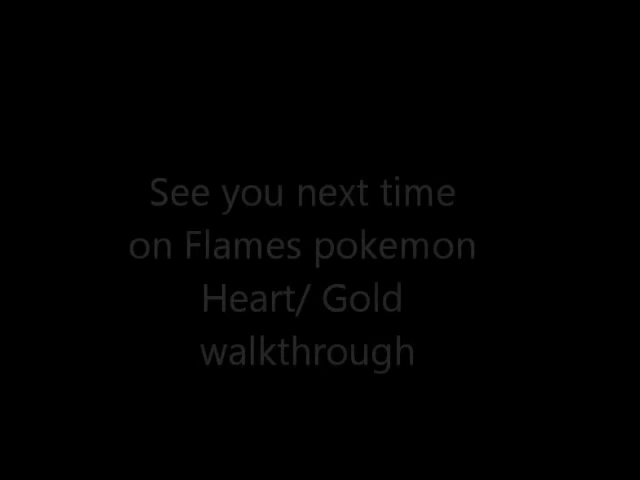 See you next time
on Flames pokemon
Heart/ Gold
walkthrough